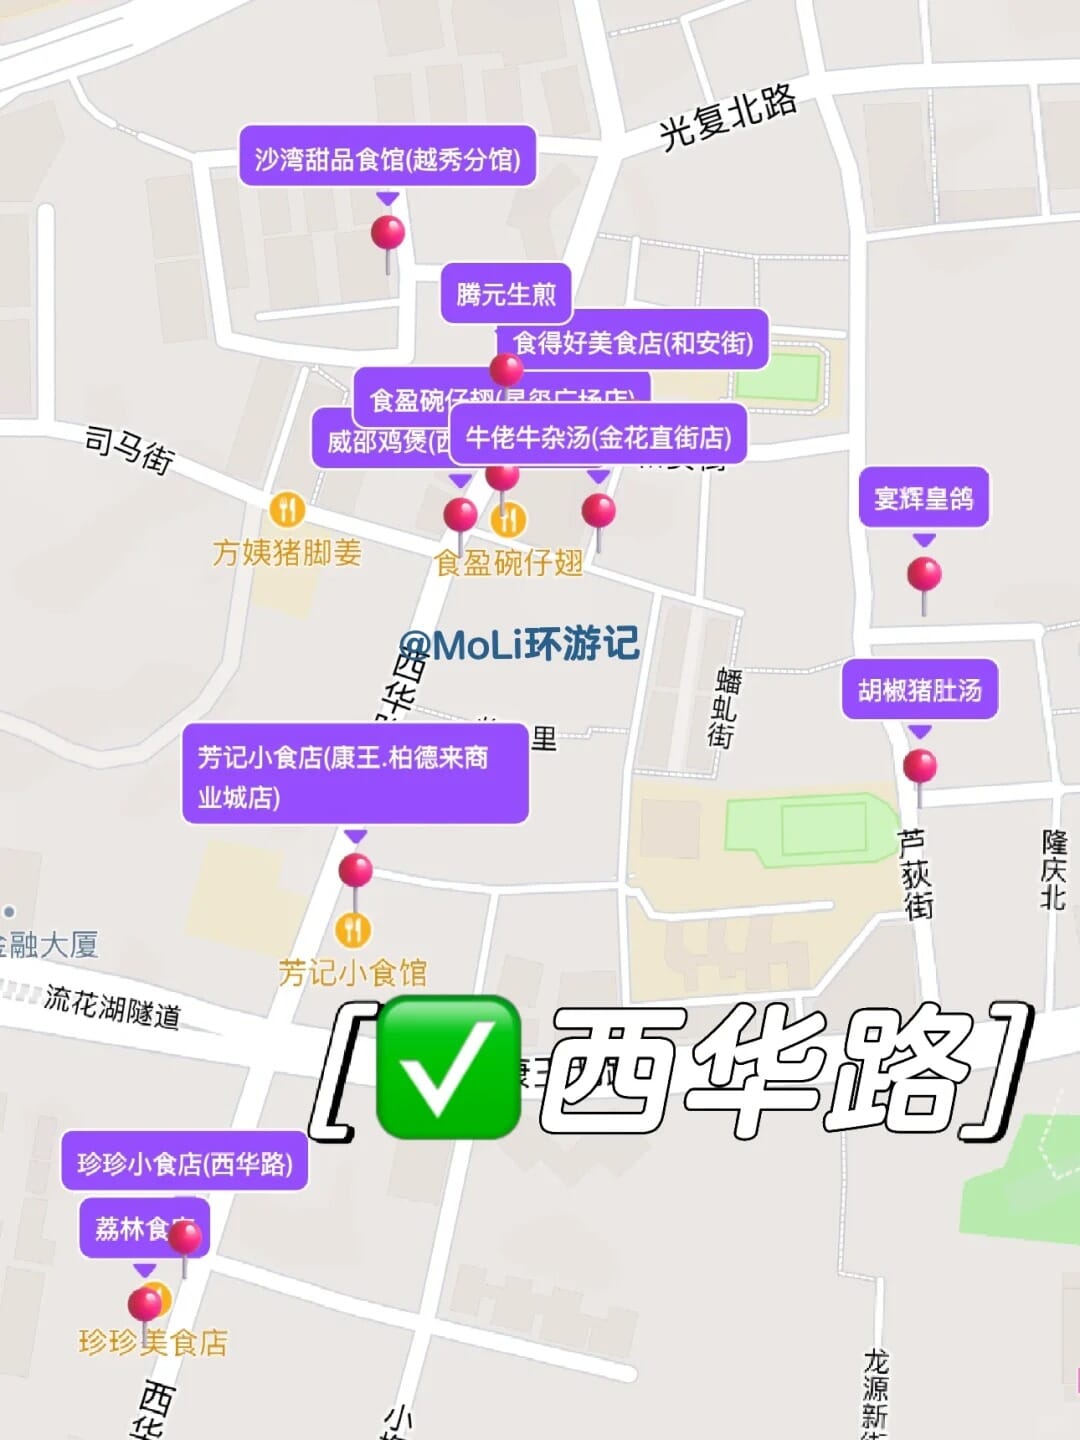 光复北路
沙湾甜品食馆(越秀分馆)
腾元生煎
食得好美食店(和安街)
食盈碗仔翅(星玺广场店)
威邵鸡煲(西
牛佬牛杂汤(金花直街店)
司马街
宴辉皇鸽
方姨猪脚姜
食盈碗仔翅
@MoLi环游记
西华
胡椒猪肚汤
蟠虬街
里
芳记小食店(康王.柏德来商
业城店)
芦荻街
隆庆北
金融大厦
芳记小食馆
流花湖隧道
[✅西华路]
康王
珍珍小食店(西华路)
荔林食
珍珍美食店
西华
小
龙源新街